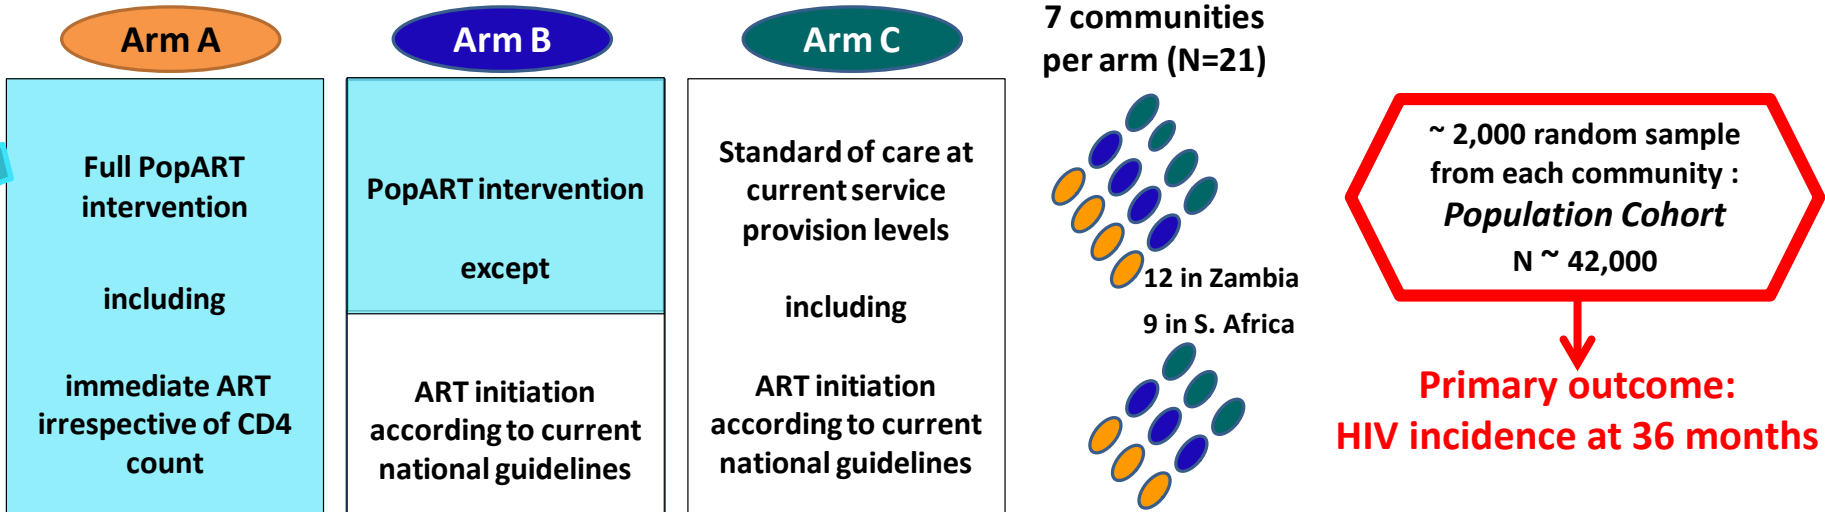 Arm A
Full PopART
intervention
including
immediate ART
irrespective of CD4
count
Arm B
PopART intervention
except
ART initiation
according to current
national guidelines
Arm C
Standard of care at
current service
provision levels
including
ART initiation
according to current
national guidelines
7 communities
per arm (N=21)
12 in Zambia
9 in S. Africa
~ 2,000 random sample
from each community :
Population Cohort
N ~ 42,000
Primary outcome:
HIV incidence at 36 months